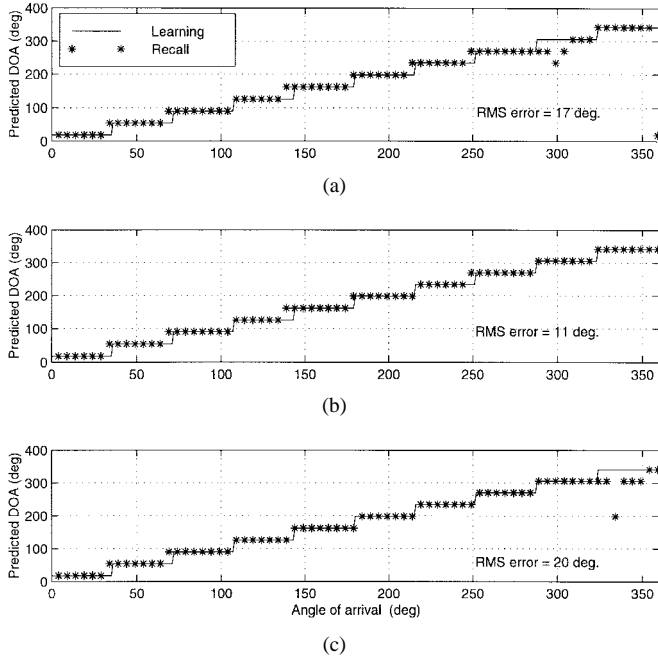 400
300
200
100
0
Predicted DOA (deg)
Learning
Recall
RMS error = 17 deg.
0 50 100 150 200 250 300 350
(a)
400
300
200
100
0
Predicted DOA (deg)
RMS error = 11 deg.
0 50 100 150 200 250 300 350
(b)
400
300
200
100
0
Predicted DOA (deg)
RMS error = 20 deg.
0 50 100 150 200 250 300 350
Angle of arrival (deg)
(c)